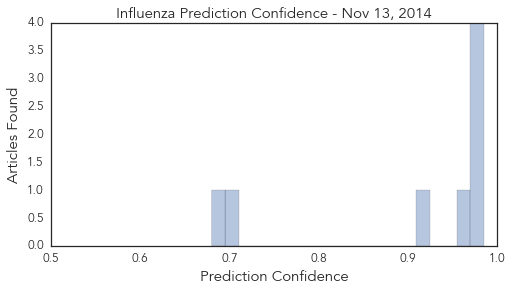 Influenza Prediction Confidence - Nov 13, 2014
4.0
3.5
3.0
2.5
2.0
1.5
1.0
0.5
0.0
Articles Found
0.5 0.6 0.7 0.8 0.9 1.0
Prediction Confidence